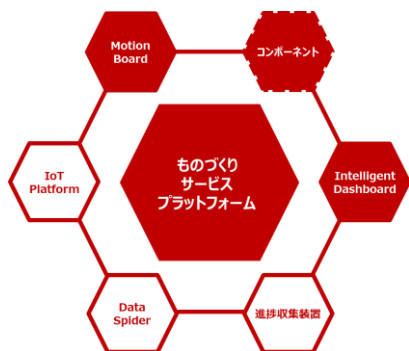 Motion
Board
コンポーネント
IoT
Platform
ものづくり
サービス
プラットフォーム
Intelligent
Dashboard
Data
Spider
進捗収集装置